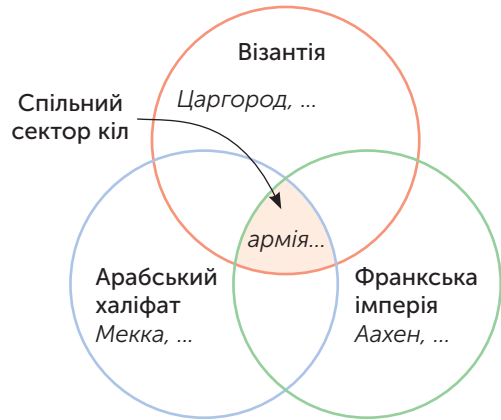 Візантія
Царгород, ...
Спільний
сектор кіл
армія...
Арабський
халіфат
Мекка, ...
Франкська
імперія
Аахен, ...